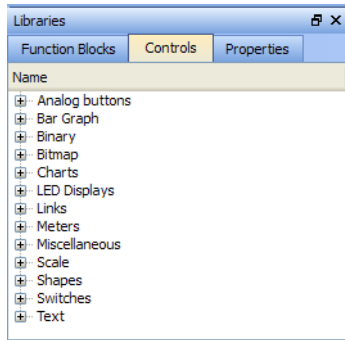 Libraries
Function Blocks Controls Properties
Name
Analog buttons
Bar Graph
Binary
Bitmap
Charts
LED Displays
Links
Meters
Miscellaneous
Scale
Shapes
Switches
Text